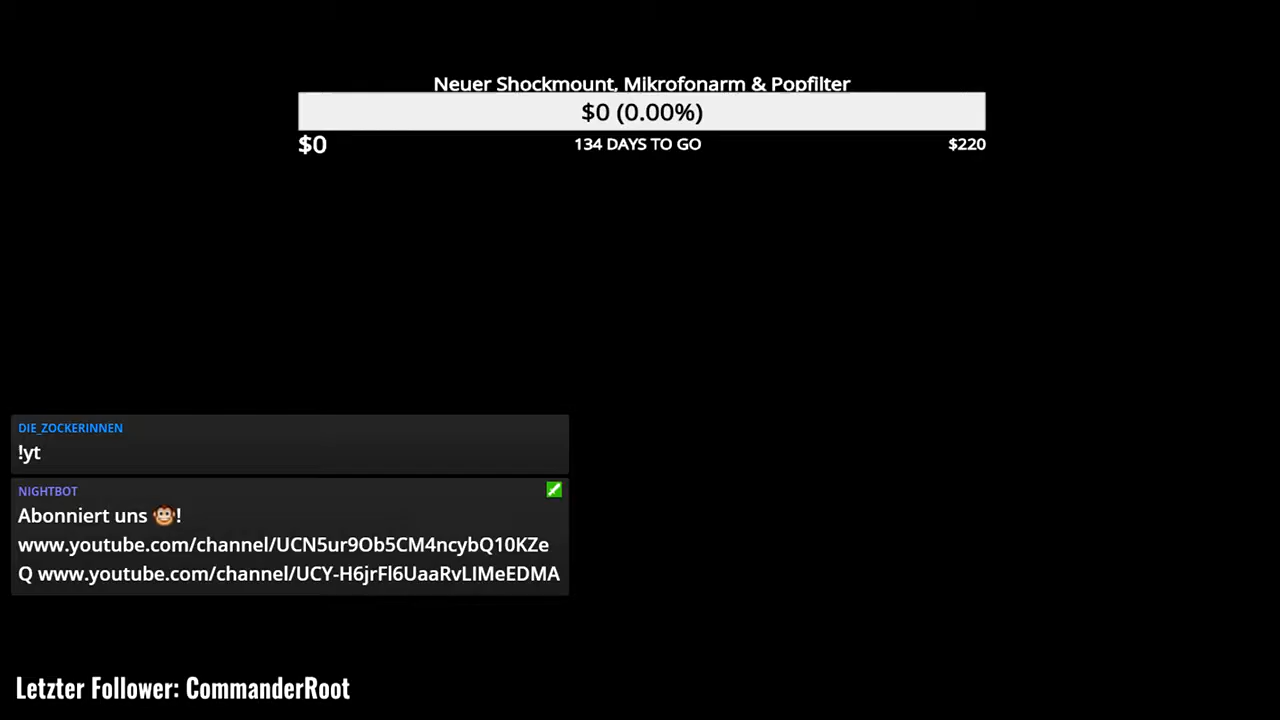 Neuer Shockmount, Mikrofonarm & Popfilter
$0 (0.00%)
$0 134 DAYS TO GO $220
DIE_ZOCKERINNEN
!yt
NIGHTBOT
Abonniert uns 🐵!
www.youtube.com/channel/UCN5ur9Ob5CM4ncybQ10KZe
Q www.youtube.com/channel/UCY-H6jrFl6UaaRvLIMeEDMA
Letzter Follower: CommanderRoot